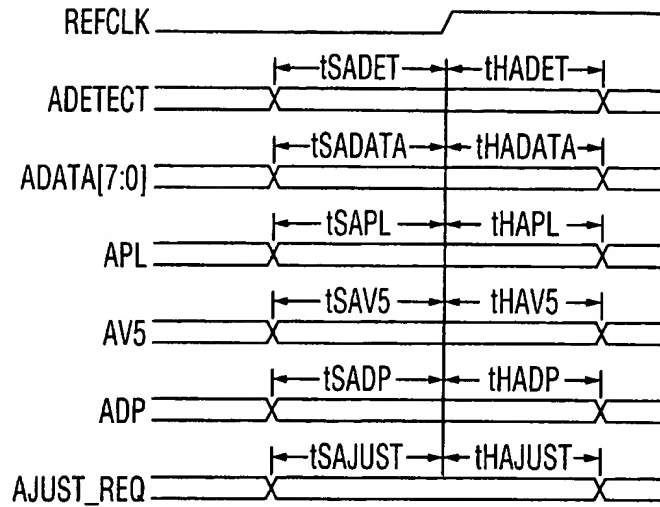 REFCLK
tSADET tHADET
ADETECT
tSADATA tHADATA
ADATA[7:0]
tSAPL tHAPL
APL
tSAV5 tHAV5
AV5
tSADP tHADP
ADP
tSAJUST tHAJUST
AJUST_REQ